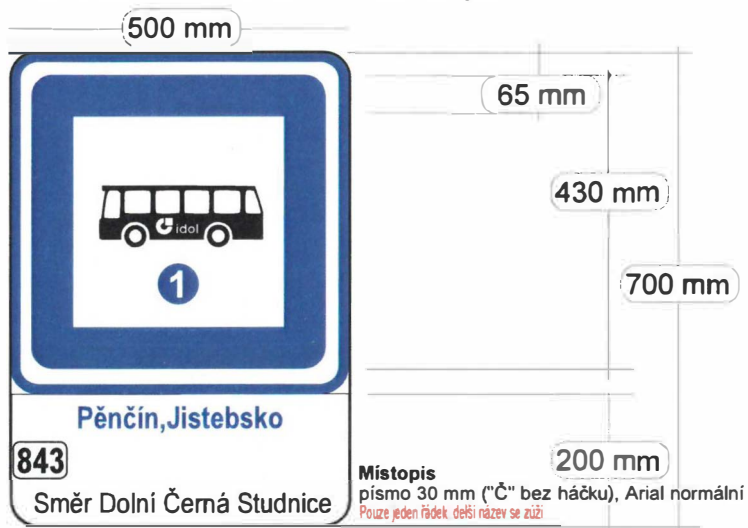 500 mm
65 mm
430 mm
700 mm
idol
1
Pěnčín,Jistebsko
843
200 mm
Směr Dolní Černá Studnice
Místopis
písmo 30 mm ("Č" bez háčku), Arial normální
Pouze jeden řádek, delší název se zúží